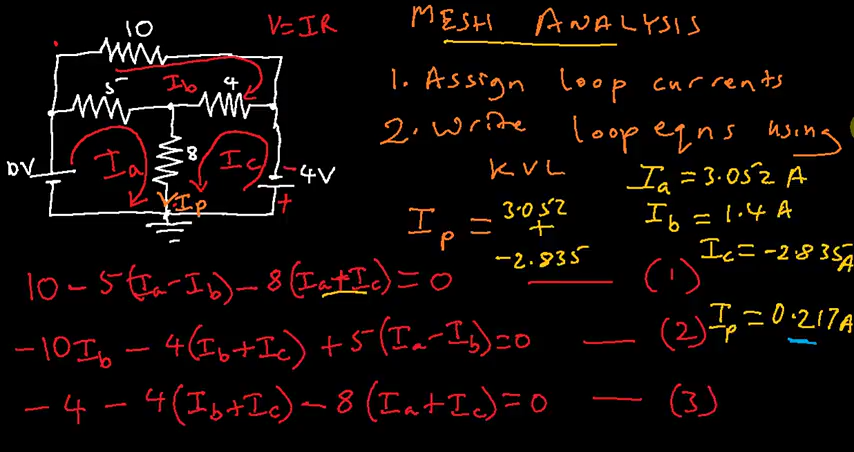 MESH ANALYSIS
1. Assign loop currents
2. Write loop eqns using
KVL
V=IR
10
5
Ib
4
8
Ia
Ic
0V
- 4V
+
Ip
Ia = 3.052 A
Ib = 1.4 A
Ic = -2.835A
Ip = 3.052
+
-2.835
Ip = 0.217A
10 - 5(Ia-Ib) - 8(Ia+Ic) = 0 — (1)
-10Ib - 4(Ib+Ic) + 5(Ia-Ib)=0 — (2)
-4 - 4(Ib+Ic) - 8(Ia+Ic)=0 — (3)